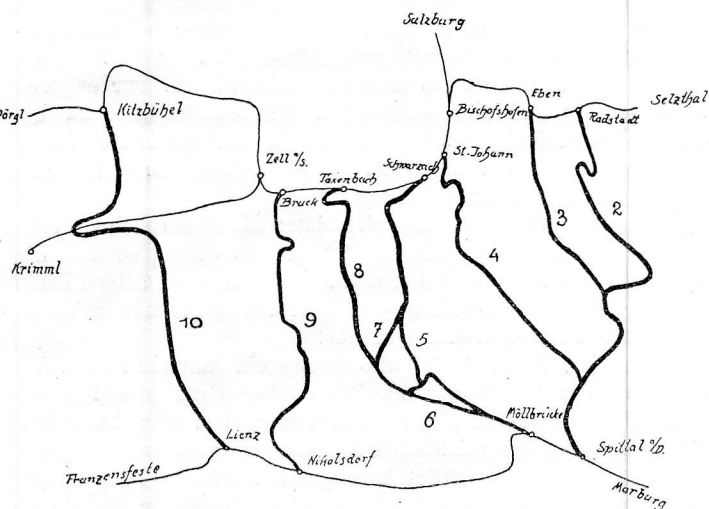 Salzburg
Eben
Selzthal
Kitzbühel
Bischofshofen
Radstadt
Zell a/S.
Schwarzach
St. Johann
Taxenbach
Bruck
2
3
4
Krimml
8
10
9
7
5
6
Möllbrücke
Lienz
Nikolsdorf
Spittal a/D.
Franzensfeste
Marburg